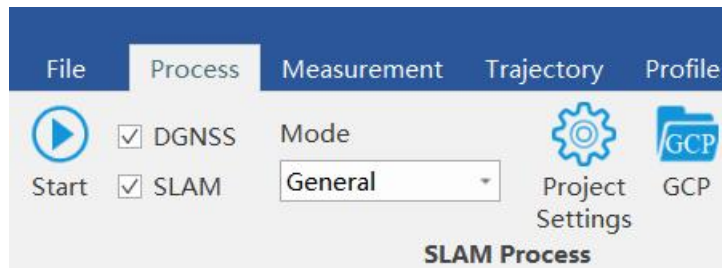 File Process Measurement Trajectory Profile
DGNSS Mode GCP
Start SLAM General Project GCP
Settings
SLAM Process